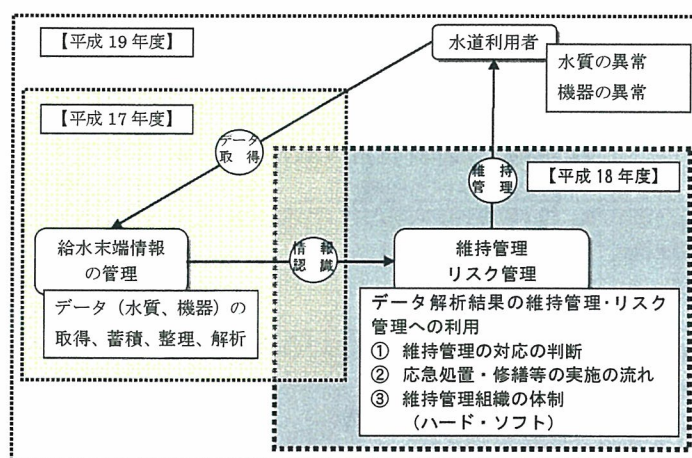 【平成 19 年度】
水道利用者
水質の異常
機器の異常
【平成 17 年度】
データ
取 得
維 持
管 理
【平成 18 年度】
給水末端情報
の管理
情 報
認 識
維持管理
リスク管理
データ（水質、機器）の
取得、蓄積、整理、解析
データ解析結果の維持管理・リスク
管理への利用
① 維持管理の対応の判断
② 応急処置・修繕等の実施の流れ
③ 維持管理組織の体制
（ハード・ソフト）